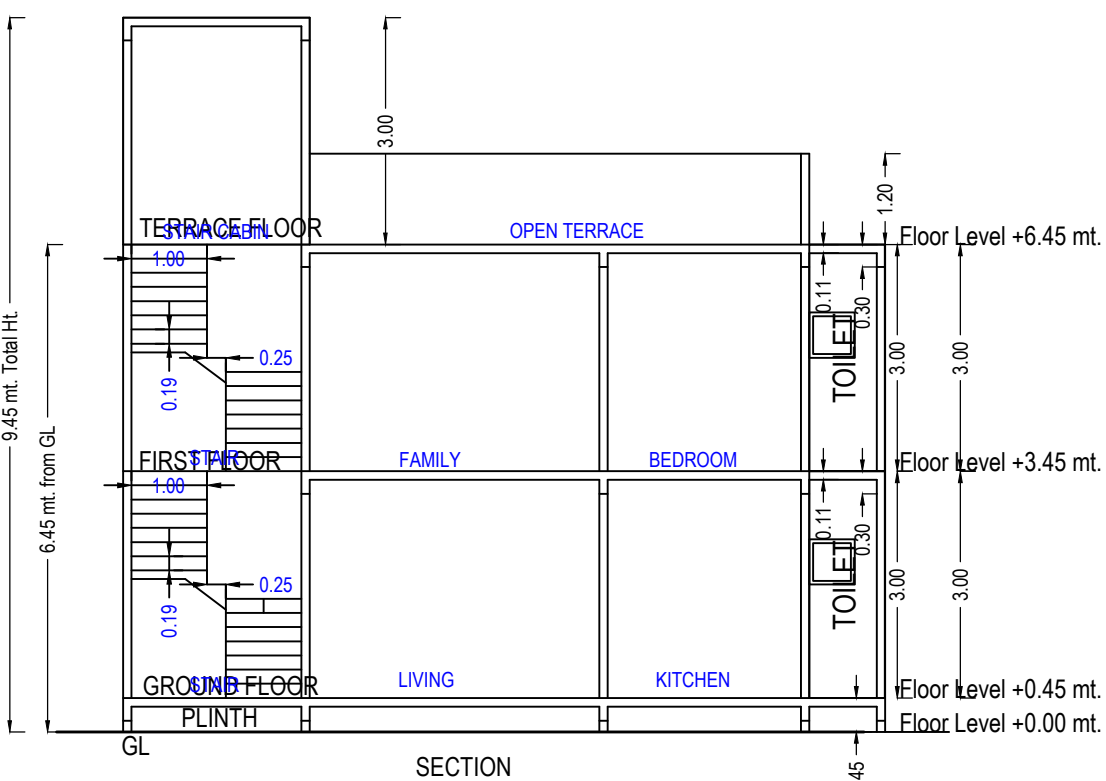 3.00
1.20
TERRACE FLOOR
STAIR CABIN
OPEN TERRACE
Floor Level +6.45 mt.
1.00
0.11
0.30
TOILET
3.00
3.00
0.25
0.19
9.45 mt. Total Ht.
6.45 mt. from GL
FIRST FLOOR
STAIR
FAMILY
BEDROOM
Floor Level +3.45 mt.
1.00
0.11
0.30
TOILET
3.00
3.00
0.25
0.19
GROUND FLOOR
STAIR
LIVING
KITCHEN
Floor Level +0.45 mt.
PLINTH
Floor Level +0.00 mt.
GL
SECTION
45